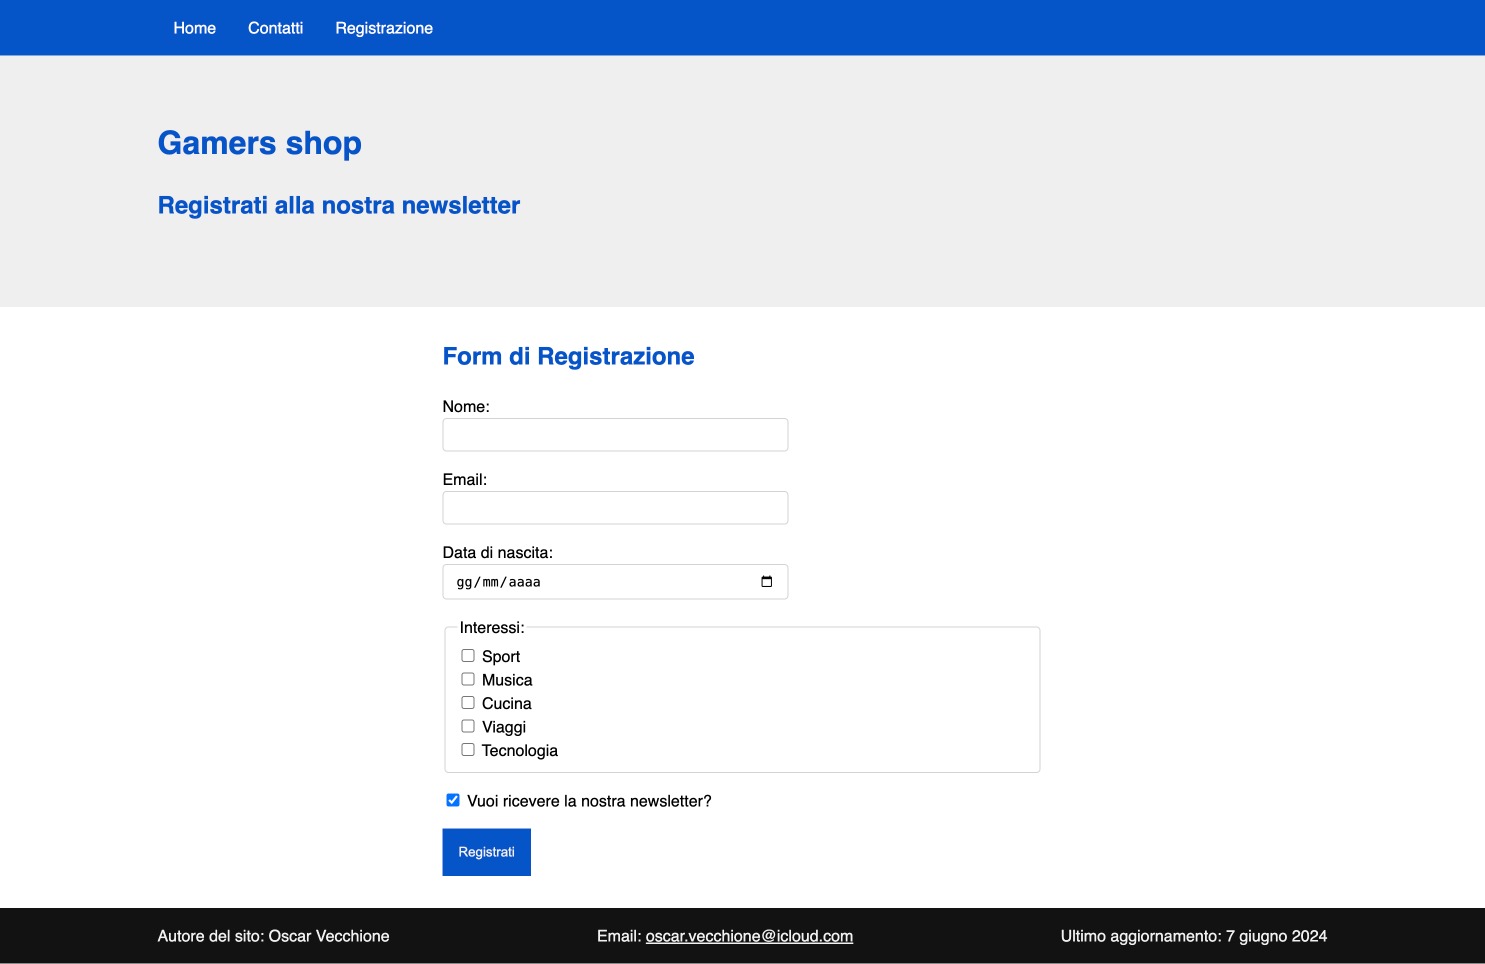 Home Contatti Registrazione
Gamers shop
Registrati alla nostra newsletter
Form di Registrazione
Nome:
Email:
Data di nascita:
gg/mm/aaaa
Interessi:
Sport
Musica
Cucina
Viaggi
Tecnologia
Vuoi ricevere la nostra newsletter?
Registrati
Autore del sito: Oscar Vecchione Email: oscar.vecchione@icloud.com Ultimo aggiornamento: 7 giugno 2024